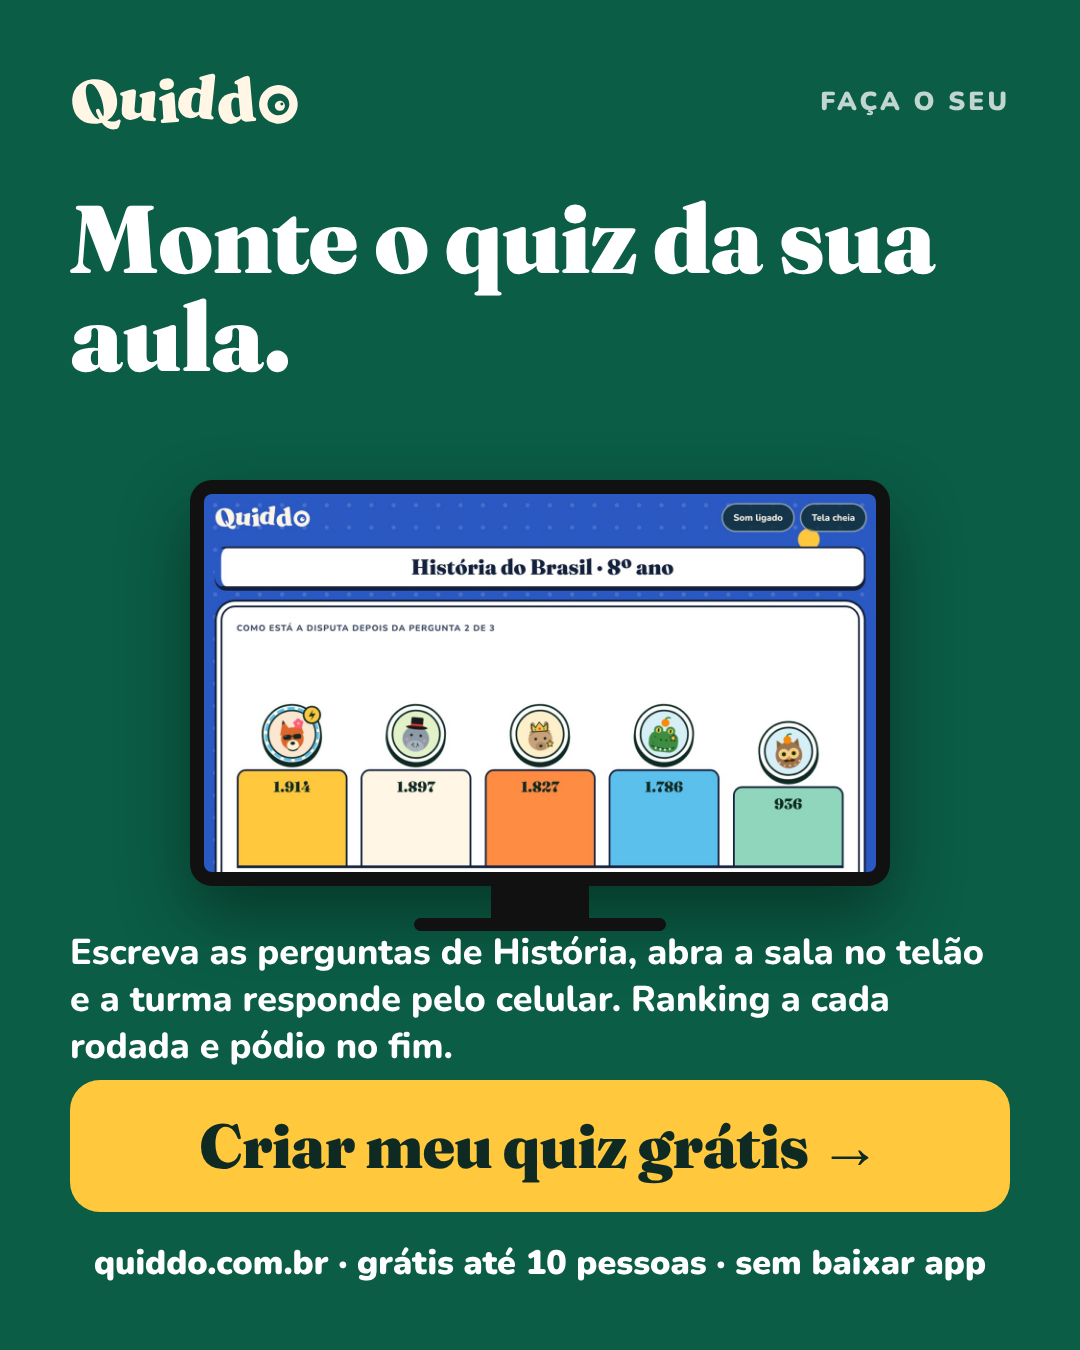 Quiddo
FAÇA O SEU
Monte o quiz da sua
aula.
Quiddo
Som ligado
Tela cheia
História do Brasil · 8º ano
COMO ESTÁ A DISPUTA DEPOIS DA PERGUNTA 2 DE 3
1.914
1.897
1.827
1.786
936
Escreva as perguntas de História, abra a sala no telão
e a turma responde pelo celular. Ranking a cada
rodada e pódio no fim.
Criar meu quiz grátis →
quiddo.com.br · grátis até 10 pessoas · sem baixar app